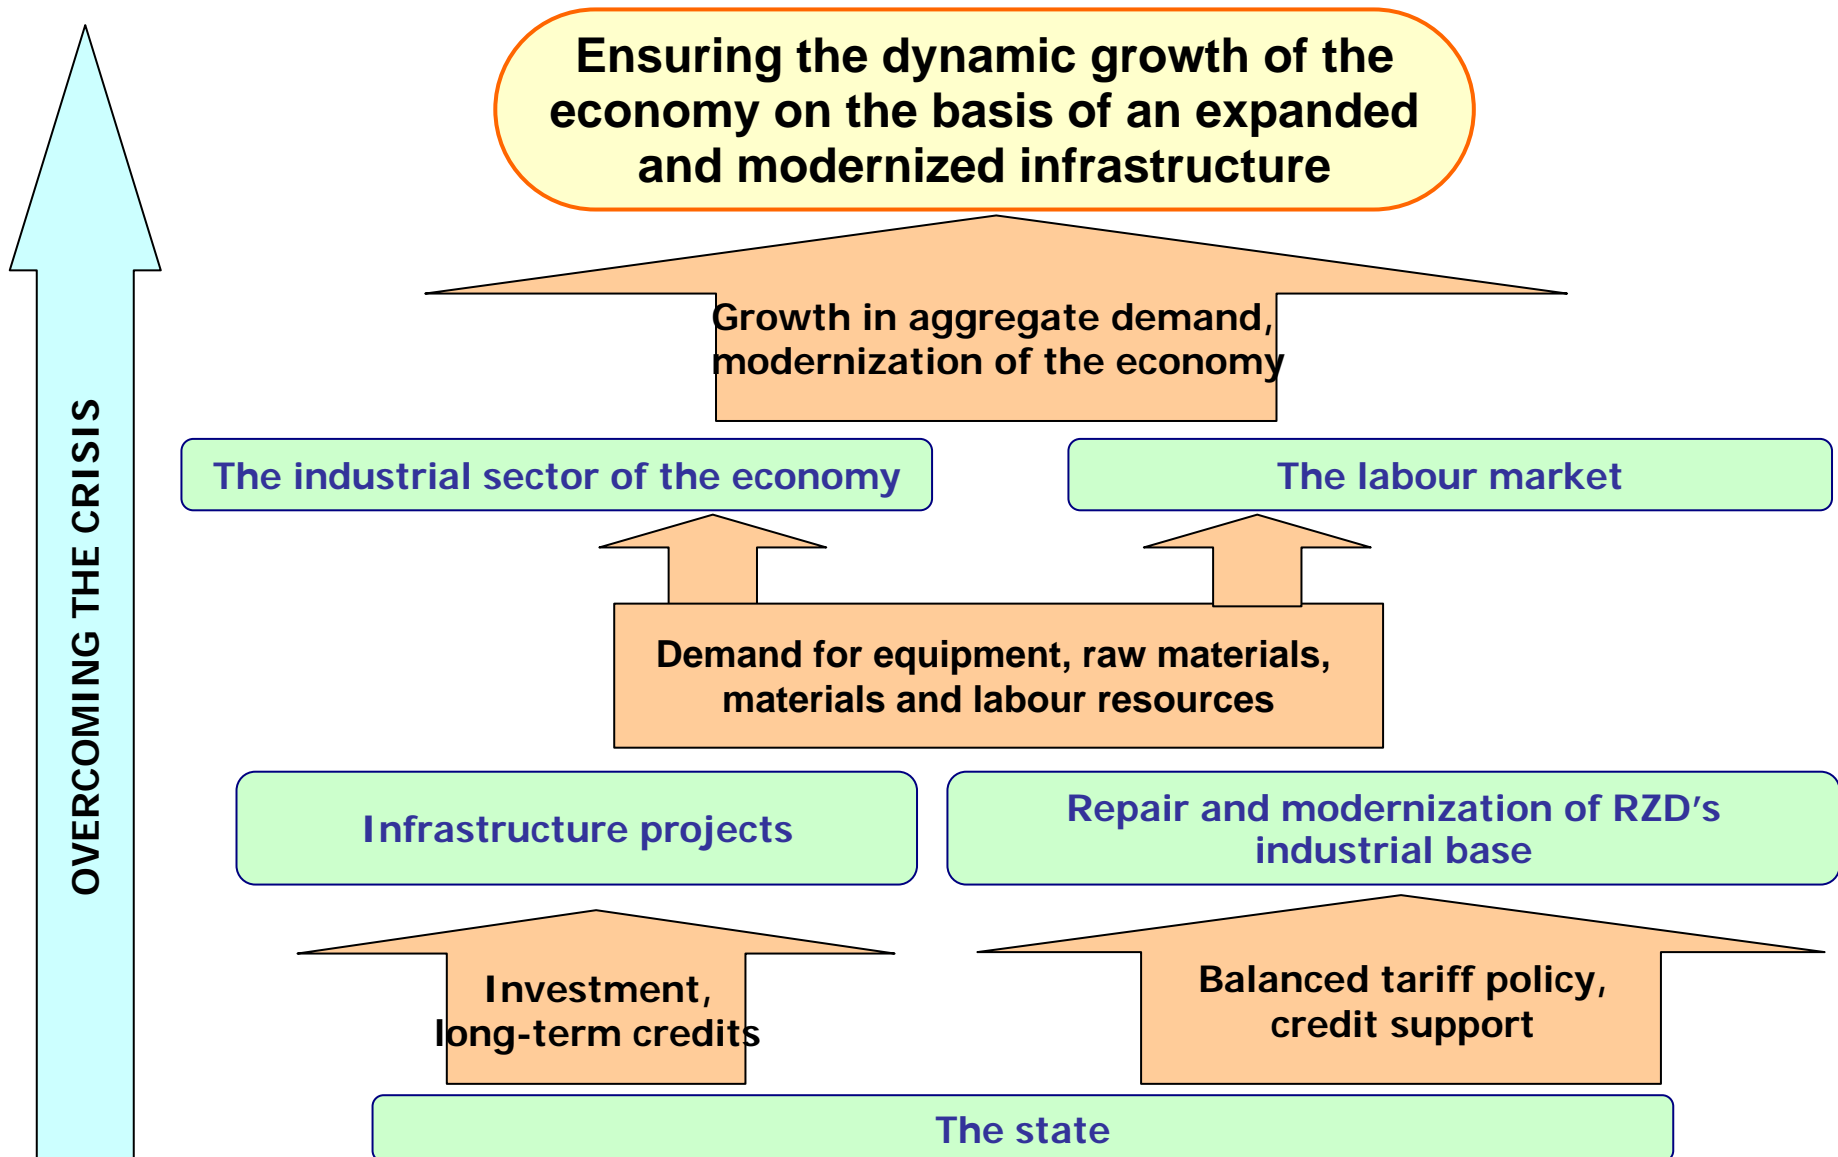 Ensuring the dynamic growth of the
economy on the basis of an expanded
and modernized infrastructure
Growth in aggregate demand,
modernization of the economy
OVERCOMING THE CRISIS
The industrial sector of the economy
The labour market
Demand for equipment, raw materials,
materials and labour resources
Infrastructure projects
Repair and modernization of RZD’s
industrial base
Investment,
long-term credits
Balanced tariff policy,
credit support
The state